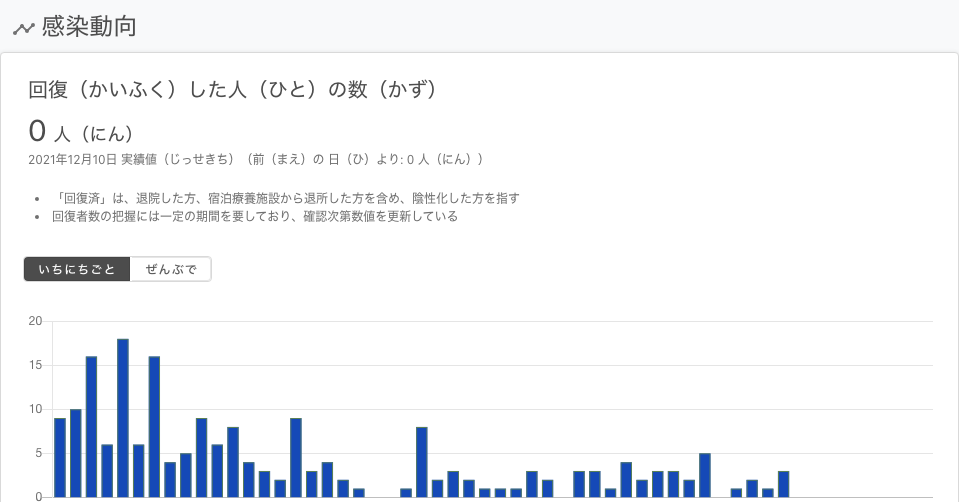 感染動向
回復（かいふく）した人（ひと）の数（かず）
0 人（にん）
2021年12月10日 実績値（じっせきち）（前（まえ）の 日（ひ）より: 0 人（にん））
• 「回復済」は、退院した方、宿泊療養施設から退所した方を含め、陰性化した方を指す
• 回復者数の把握には一定の期間を要しており、確認次第数値を更新している
いちにちごと ぜんぶで
20
15
10
5
0